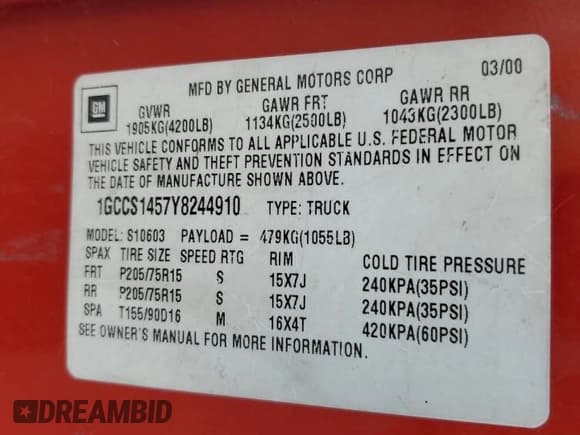 MFD BY GENERAL MOTORS CORP 03/00
GM
GVWR GAWR FRT GAWR RR
1905KG(4200LB) 1134KG(2500LB) 1043KG(2300LB)
THIS VEHICLE CONFORMS TO ALL APPLICABLE U.S. FEDERAL MOTOR
VEHICLE SAFETY AND THEFT PREVENTION STANDARDS IN EFFECT ON
THE DATE OF MANUFACTURE SHOWN ABOVE.
1GCCS1457Y8244910 TYPE: TRUCK
MODEL: S10603 PAYLOAD = 479KG(1055LB)
SPAX TIRE SIZE SPEED RTG RIM COLD TIRE PRESSURE
FRT P205/75R15 S 15X7J 240KPA(35PSI)
RR P205/75R15 S 15X7J 240KPA(35PSI)
SPA T155/90D16 M 16X4T 420KPA(60PSI)
SEE OWNER'S MANUAL FOR MORE INFORMATION
DREAMBID